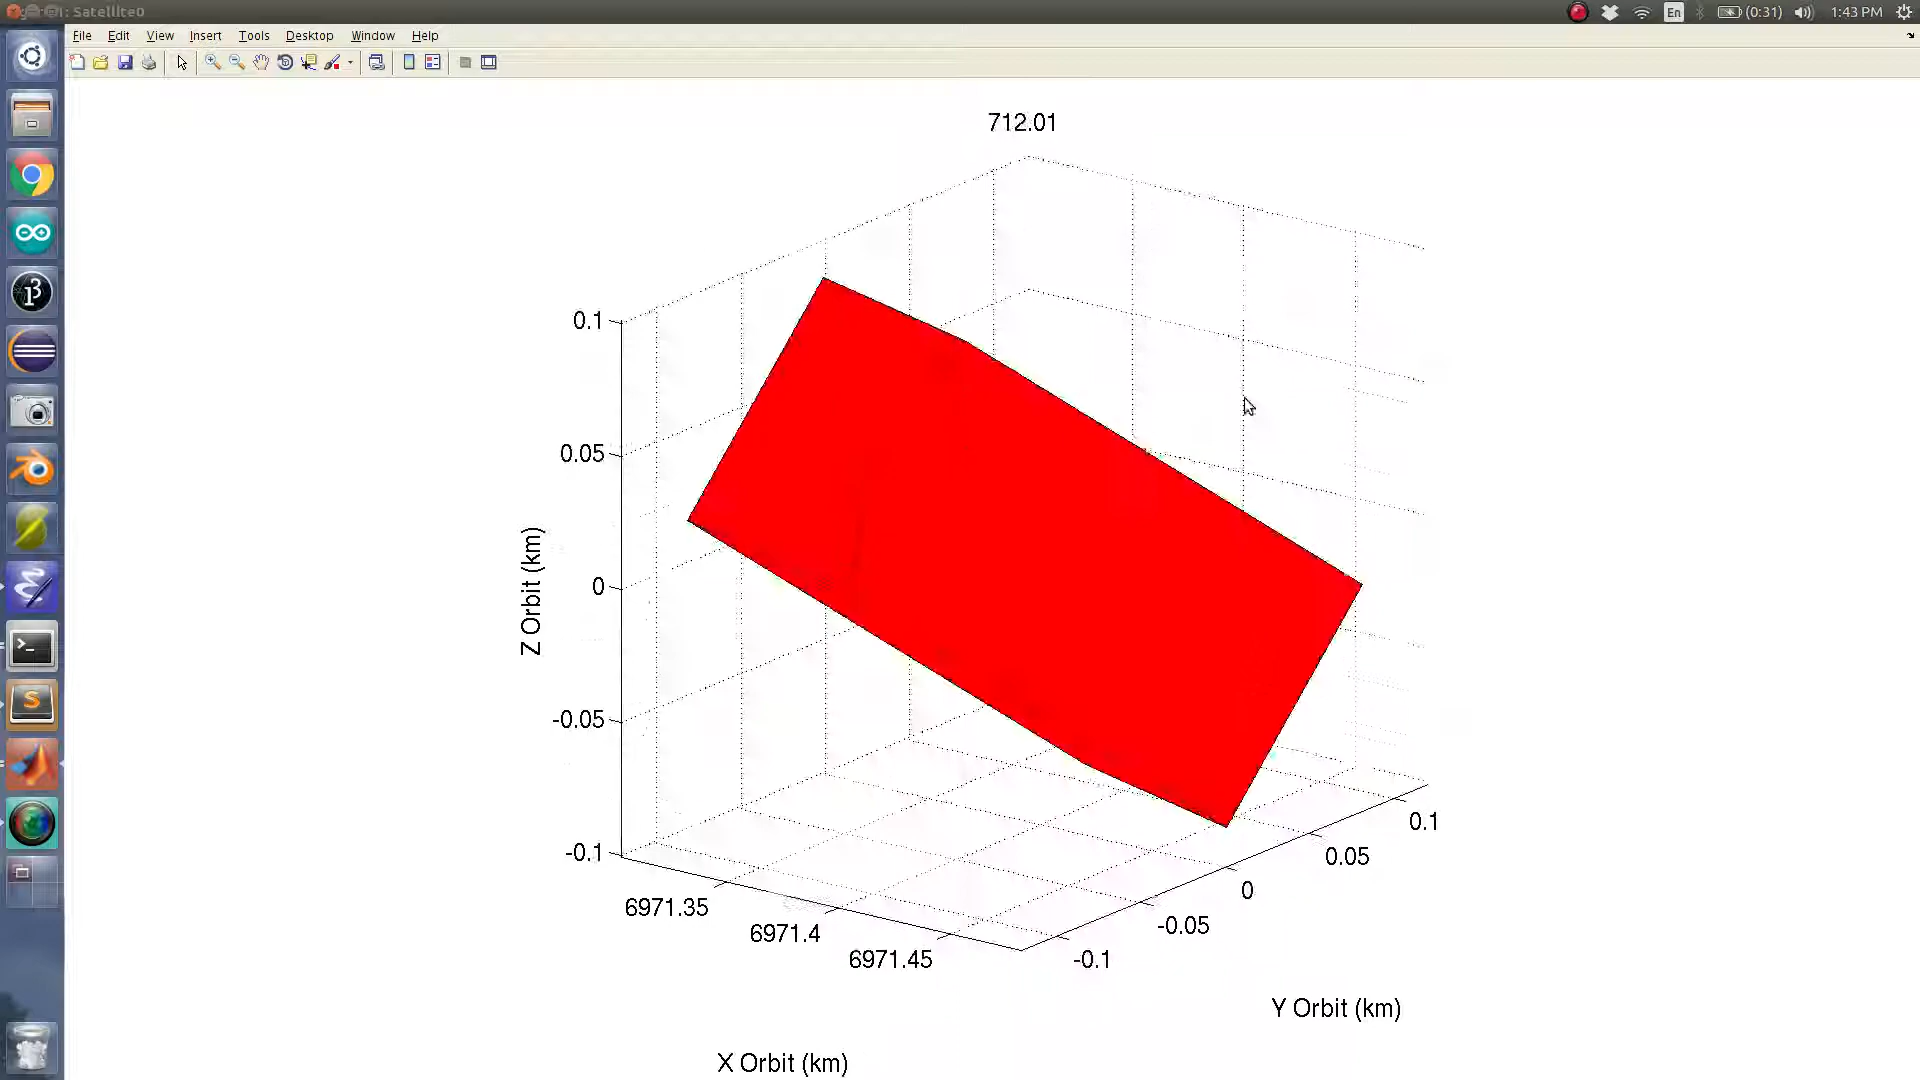 : Satellite0
En
(0:31)
1:43 PM
File Edit View Insert Tools Desktop Window Help
712.01
0.1
0.05
0
-0.05
-0.1
Z Orbit (km)
6971.35
6971.4
6971.45
X Orbit (km)
-0.1
-0.05
0
0.05
0.1
Y Orbit (km)